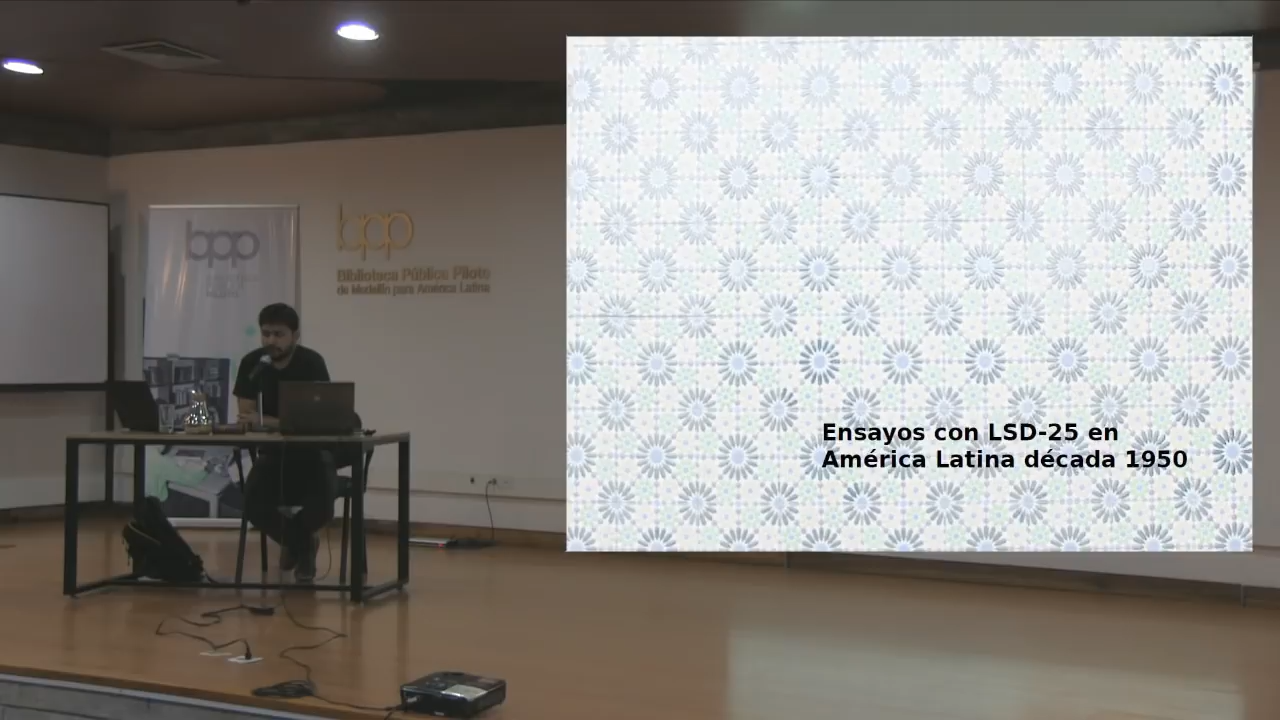 bpp
bpp
Biblioteca Pública Piloto
de Medellín para América Latina
Ensayos con LSD-25 en
América Latina década 1950